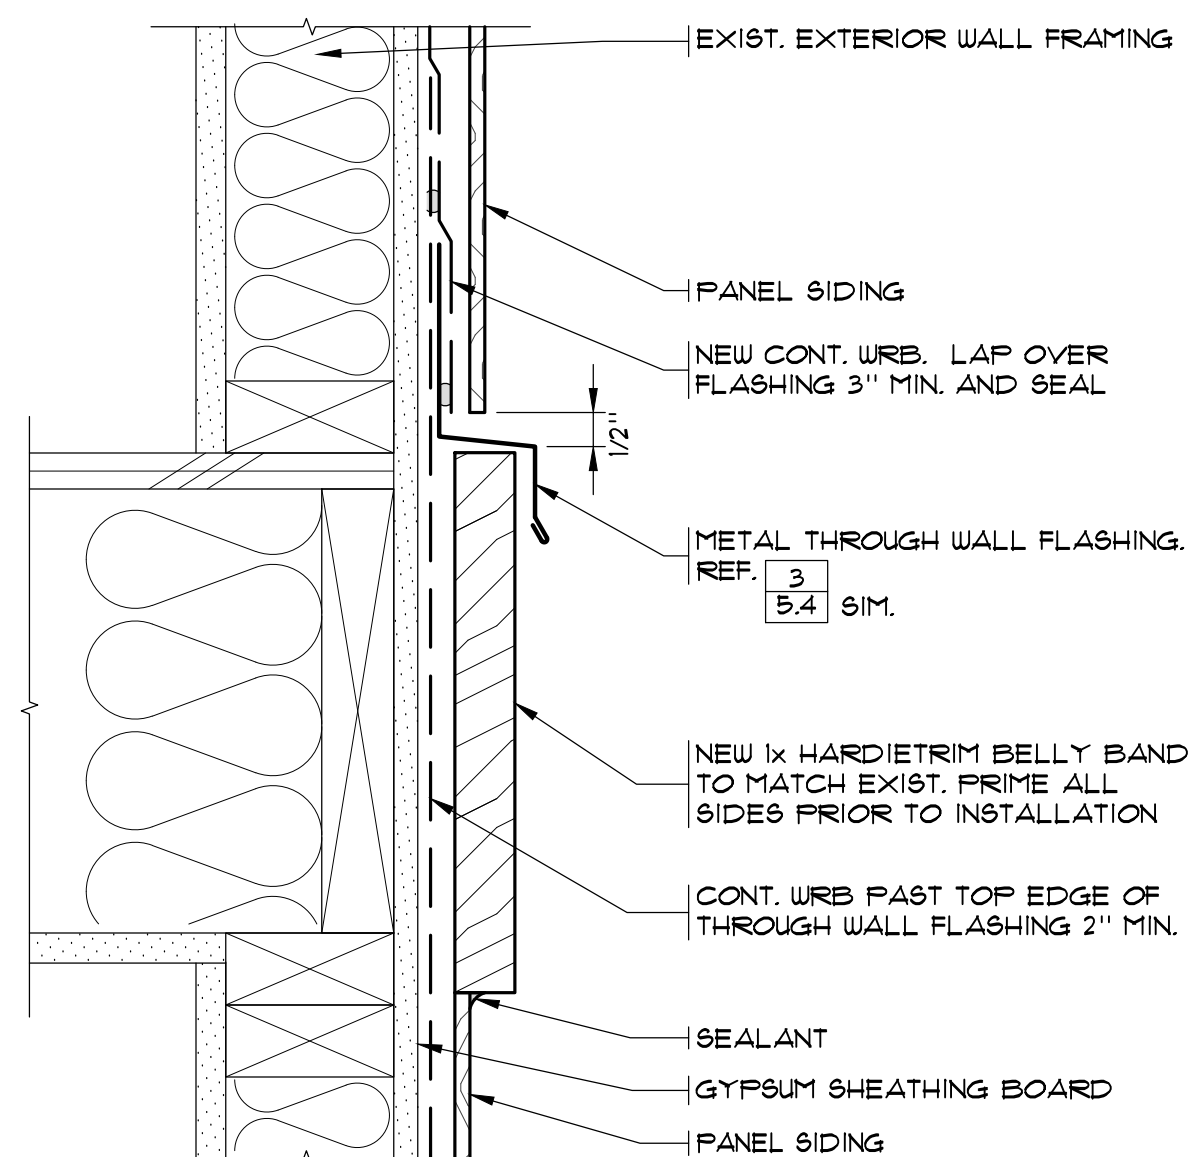 EXIST. EXTERIOR WALL FRAMING
PANEL SIDING
NEW CONT. WRB. LAP OVER
FLASHING 3" MIN. AND SEAL
1/2"
METAL THROUGH WALL FLASHING.
REF. 3
5.4 SIM.
NEW 1x HARDIETRIM BELLY BAND
TO MATCH EXIST. PRIME ALL
SIDES PRIOR TO INSTALLATION
CONT. WRB PAST TOP EDGE OF
THROUGH WALL FLASHING 2" MIN.
SEALANT
GYPSUM SHEATHING BOARD
PANEL SIDING